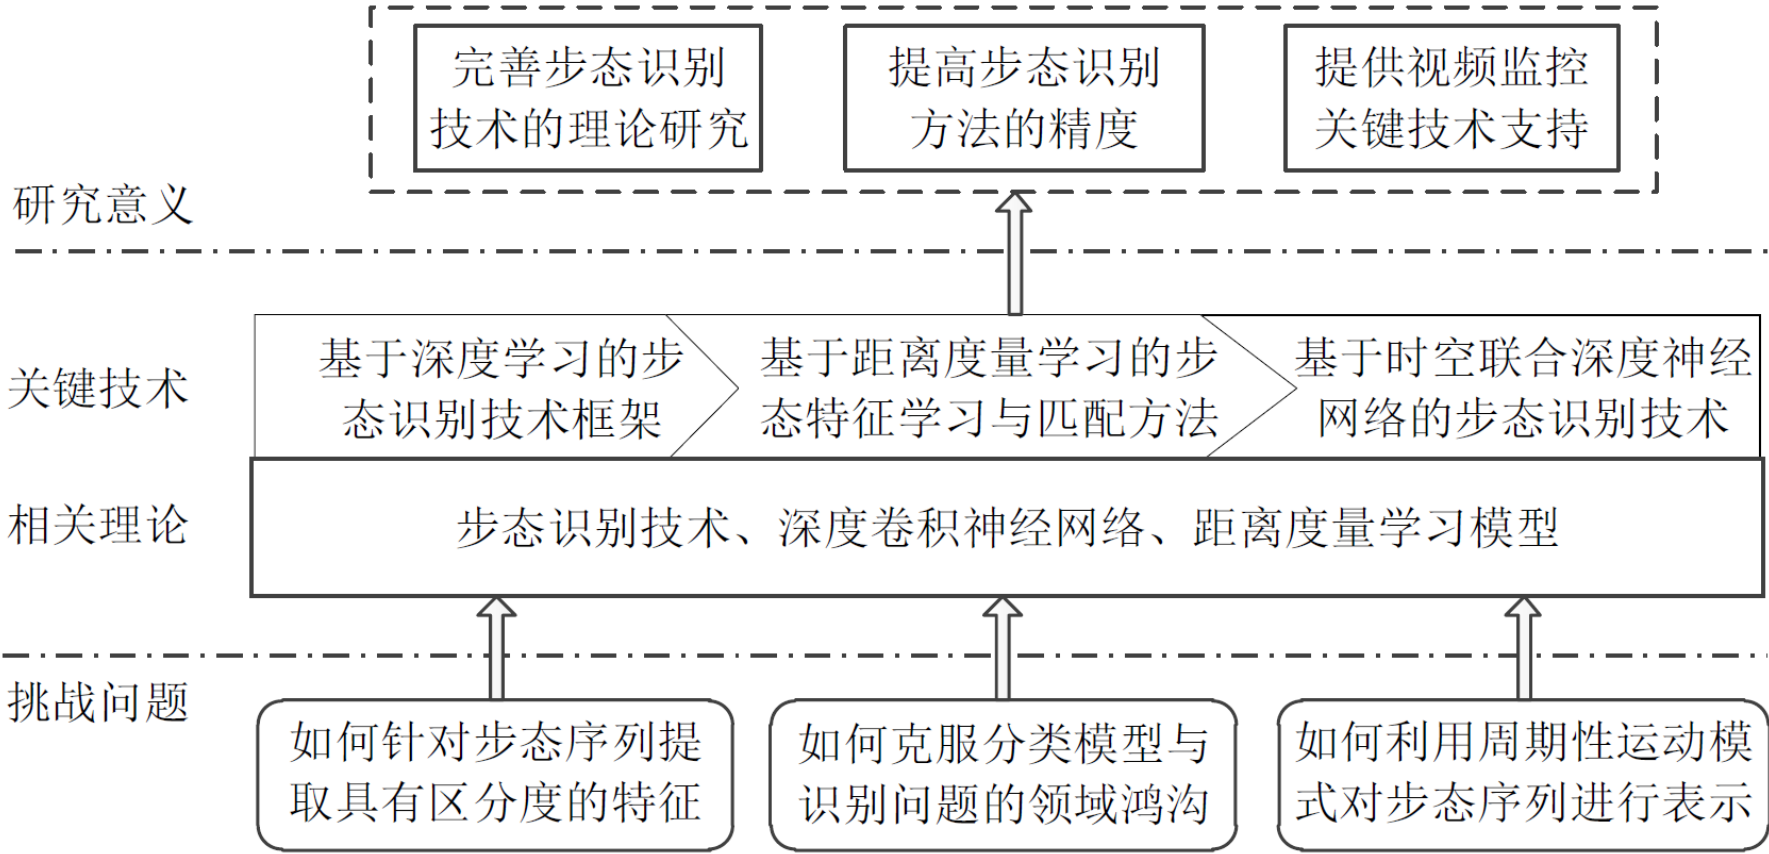 完善步态识别
技术的理论研究
提高步态识别
方法的精度
提供视频监控
关键技术支持
研究意义
关键技术
基于深度学习的步
态识别技术框架
基于距离度量学习的步
态特征学习与匹配方法
基于时空联合深度神经
网络的步态识别技术
相关理论
步态识别技术、深度卷积神经网络、距离度量学习模型
挑战问题
如何针对步态序列提
取具有区分度的特征
如何克服分类模型与
识别问题的领域鸿沟
如何利用周期性运动模
式对步态序列进行表示